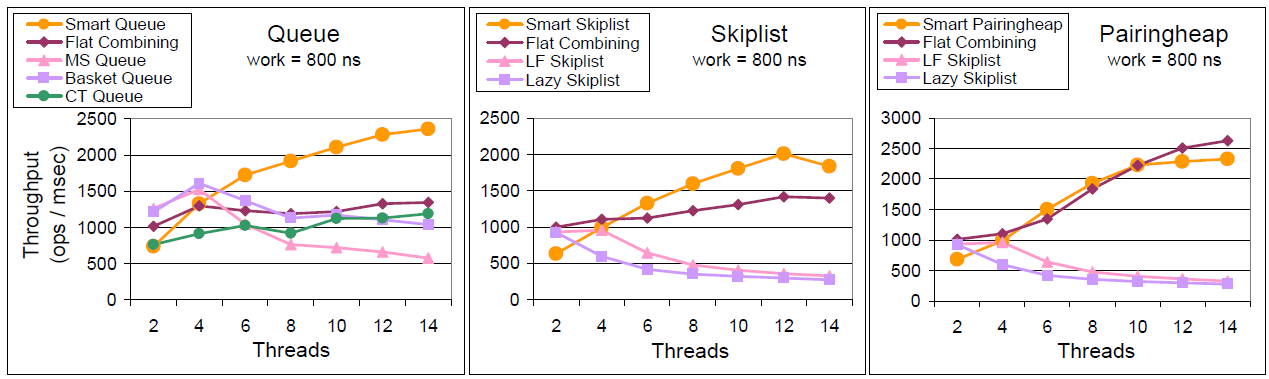 Smart Queue
Flat Combining
MS Queue
Basket Queue
CT Queue
Queue
work = 800 ns
Throughput
(ops / msec)
2500
2000
1500
1000
500
0
2 4 6 8 10 12 14
Threads
Smart Skiplist
Flat Combining
LF Skiplist
Lazy Skiplist
Skiplist
work = 800 ns
2500
2000
1500
1000
500
0
2 4 6 8 10 12 14
Threads
Smart Pairingheap
Flat Combining
LF Skiplist
Lazy Skiplist
Pairingheap
work = 800 ns
3000
2500
2000
1500
1000
500
0
2 4 6 8 10 12 14
Threads